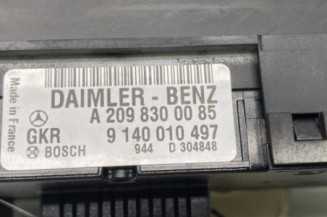 Made in France
DAIMLER - BENZ
A 209 830 00 85
GKR 9 140 010 497
BOSCH 944 D 304848